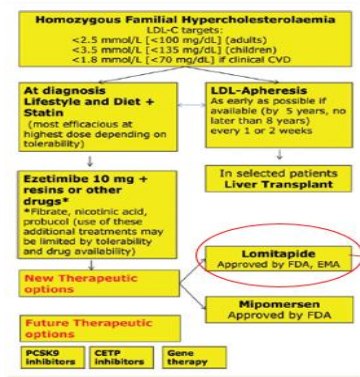 Homozygous Familial Hypercholesterolaemia
LDL-C targets:
<2.5 mmol/L [<100 mg/dL] (adults)
<3.5 mmol/L [<135 mg/dL] (children)
<1.8 mmol/L [<70 mg/dL] if clinical CVD
At diagnosis
Lifestyle and Diet +
Statin
(most efficacious at
highest dose depending on
tolerability)
LDL-Apheresis
As early as possible if
available (by 5 years, no
later than 8 years)
every 1 or 2 weeks
Ezetimibe 10 mg +
resins or other
drugs*
*Fibrate, nicotinic acid,
probucol (use of these
additional treatments may
be limited by tolerability
and drug availability)
In selected patients
Liver Transplant
New Therapeutic
options
Lomitapide
Approved by FDA, EMA
Mipomersen
Approved by FDA
Future Therapeutic
options
PCSK9
inhibitors
CETP
inhibitors
Gene
therapy